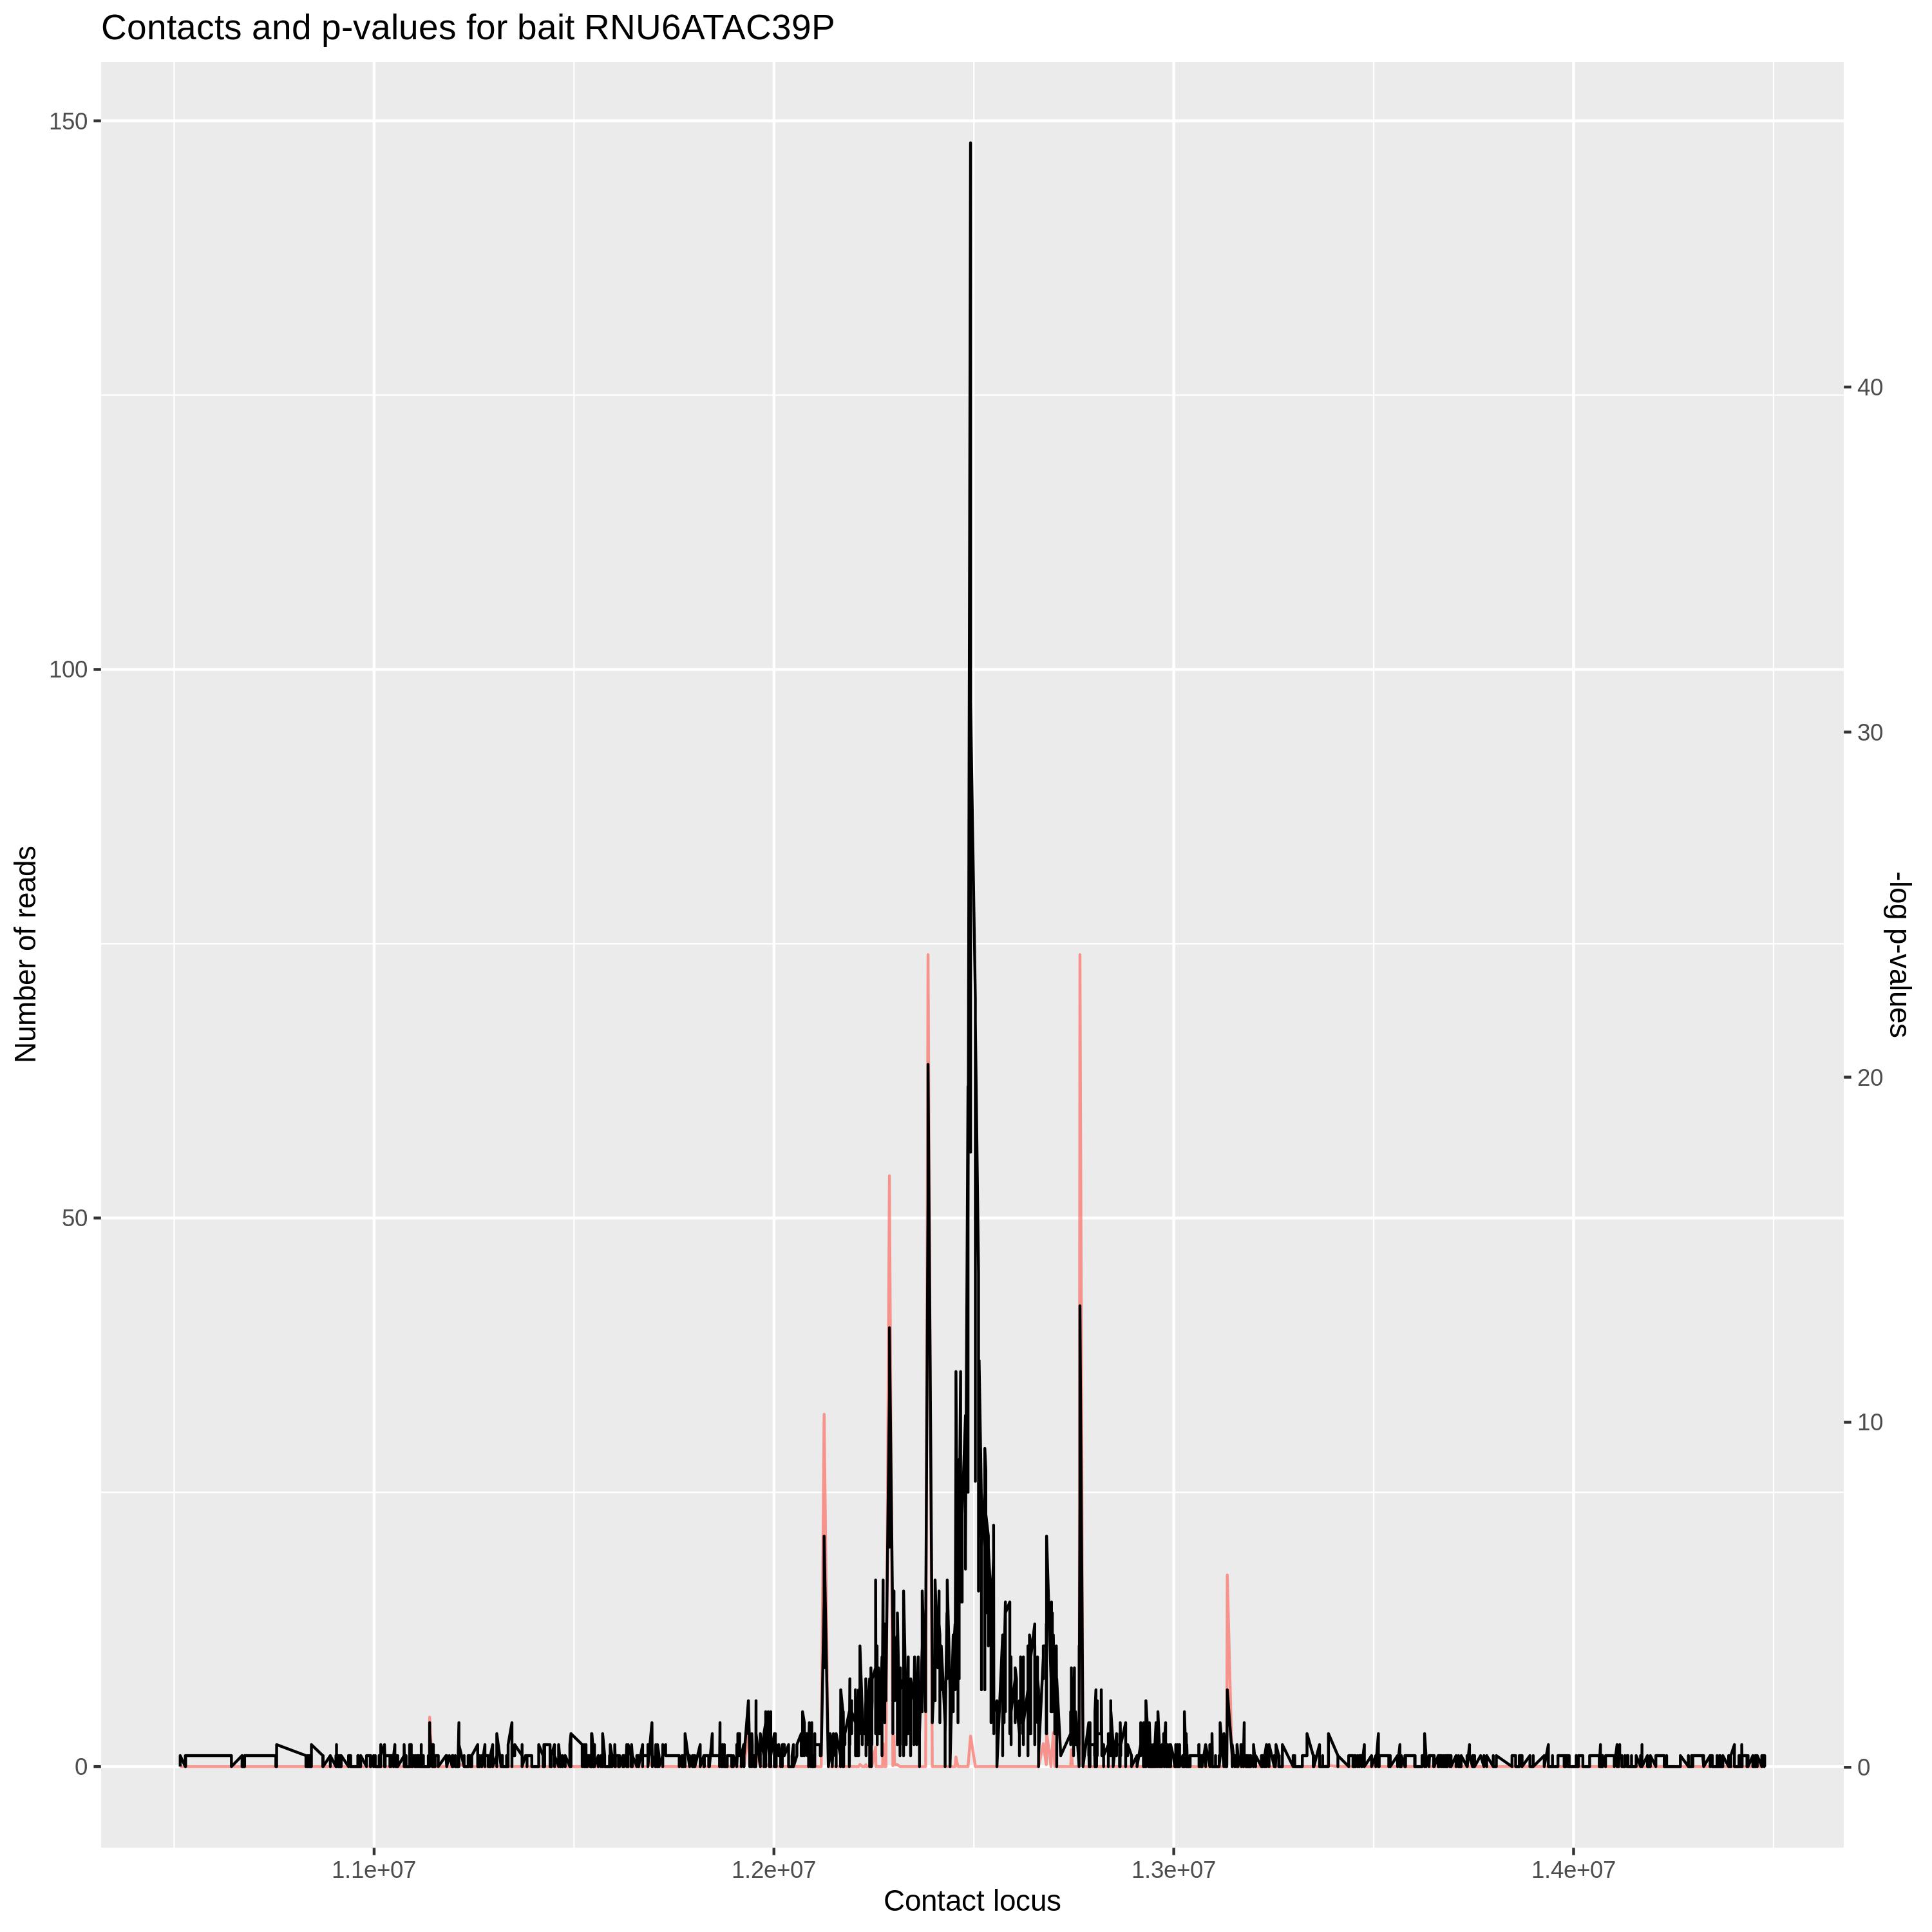 Contacts and p-values for bait RNU6ATAC39P
150
100
50
0
Number of reads
40
30
20
10
0
-log p-values
1.1e+07 1.2e+07 1.3e+07 1.4e+07
Contact locus